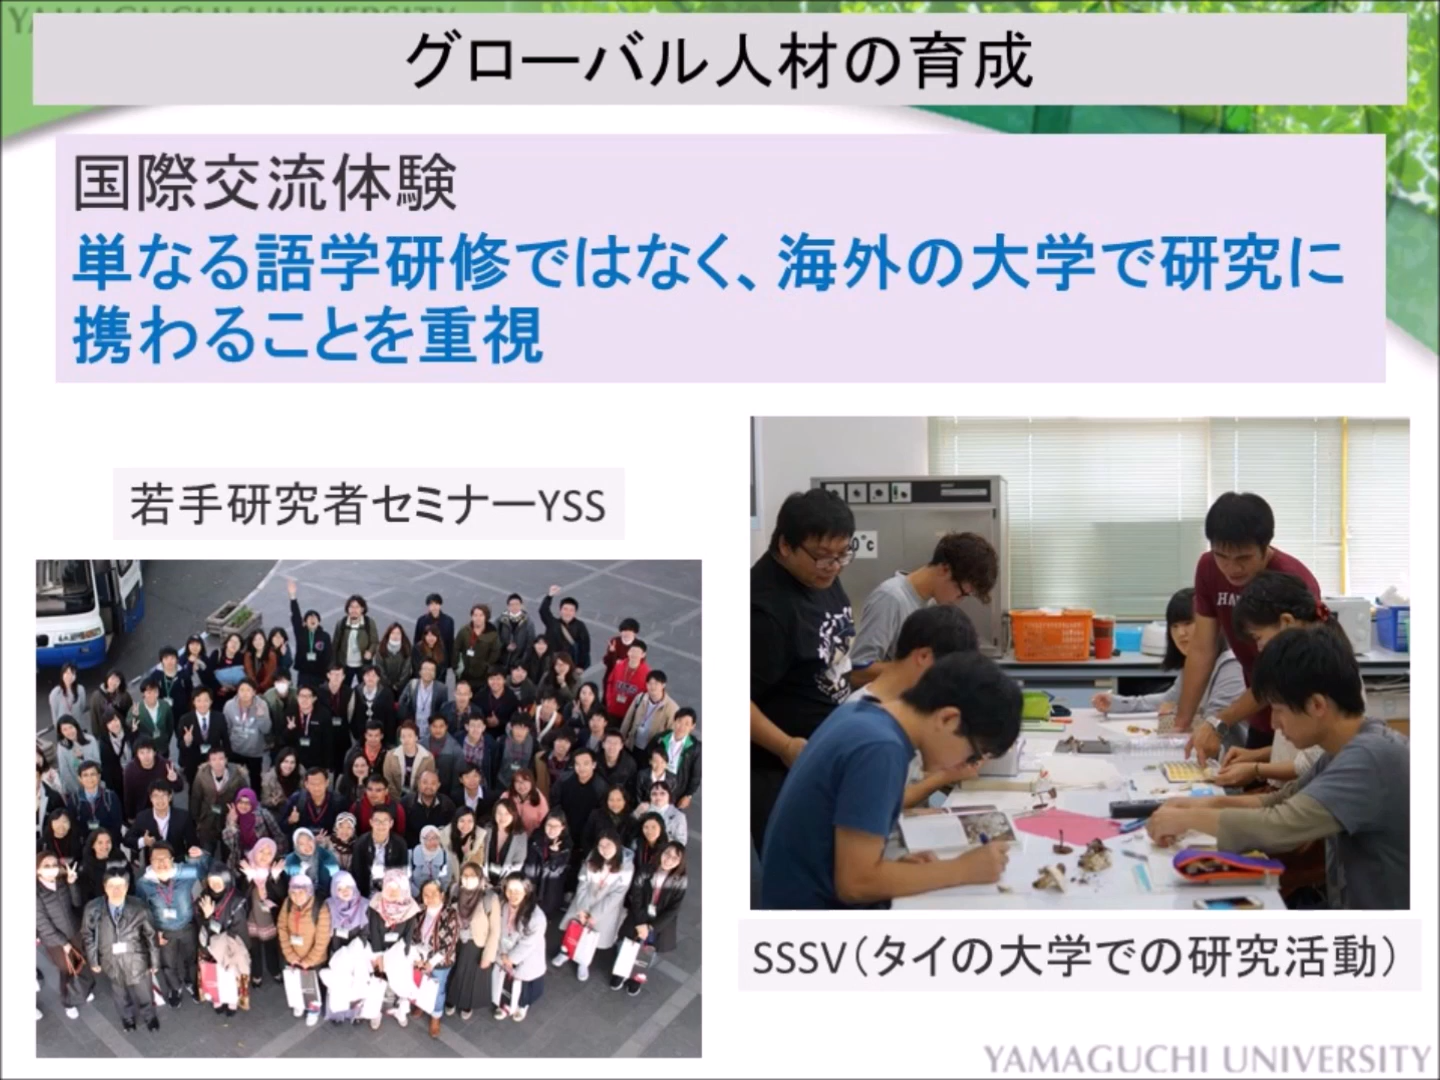 グローバル人材の育成
国際交流体験
単なる語学研修ではなく、海外の大学で研究に
携わることを重視
若手研究者セミナーYSS
SSSV（タイの大学での研究活動）
YAMAGUCHI UNIVERSITY